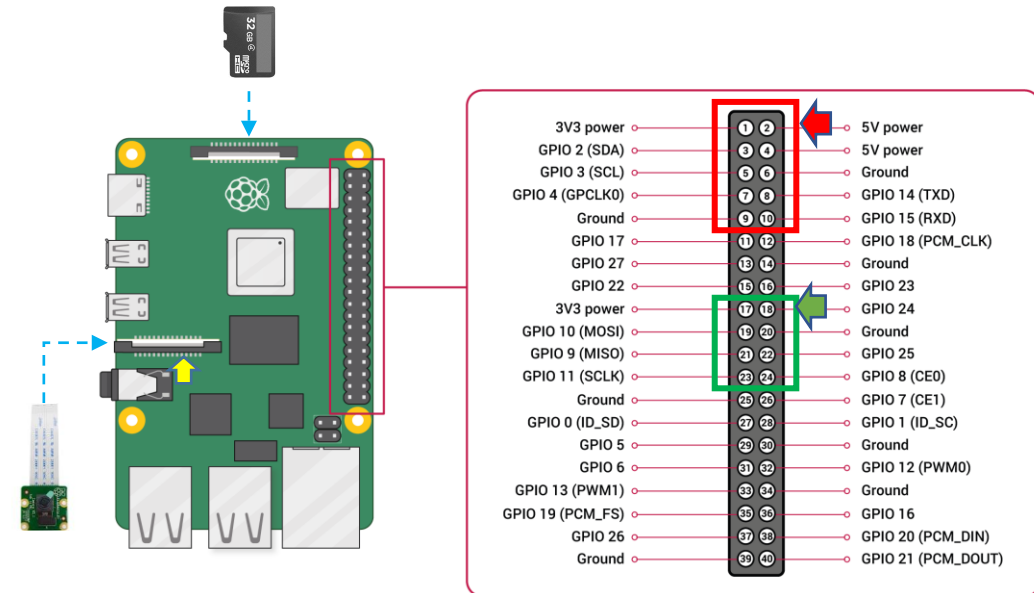 32
GB 4
micro
SD
HC
3V3 power 1 2 5V power
GPIO 2 (SDA) 3 4 5V power
GPIO 3 (SCL) 5 6 Ground
GPIO 4 (GPCLK0) 7 8 GPIO 14 (TXD)
Ground 9 10 GPIO 15 (RXD)
GPIO 17 11 12 GPIO 18 (PCM_CLK)
GPIO 27 13 14 Ground
GPIO 22 15 16 GPIO 23
3V3 power 17 18 GPIO 24
GPIO 10 (MOSI) 19 20 Ground
GPIO 9 (MISO) 21 22 GPIO 25
GPIO 11 (SCLK) 23 24 GPIO 8 (CE0)
Ground 25 26 GPIO 7 (CE1)
GPIO 0 (ID_SD) 27 28 GPIO 1 (ID_SC)
GPIO 5 29 30 Ground
GPIO 6 31 32 GPIO 12 (PWM0)
GPIO 13 (PWM1) 33 34 Ground
GPIO 19 (PCM_FS) 35 36 GPIO 16
GPIO 26 37 38 GPIO 20 (PCM_DIN)
Ground 39 40 GPIO 21 (PCM_DOUT)